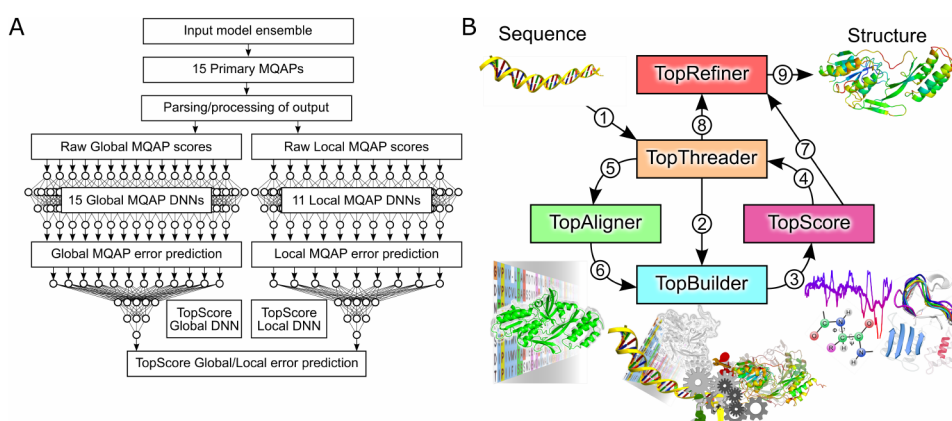 A
Input model ensemble
15 Primary MQAPs
Parsing/processing of output
Raw Global MQAP scores
Raw Local MQAP scores
15 Global MQAP DNNs
11 Local MQAP DNNs
Global MQAP error prediction
Local MQAP error prediction
TopScore
Global DNN
TopScore
Local DNN
TopScore Global/Local error prediction
B
Sequence
Structure
TopRefiner
9
1
8
7
TopThreader
5
4
2
TopAligner
TopScore
6
3
TopBuilder